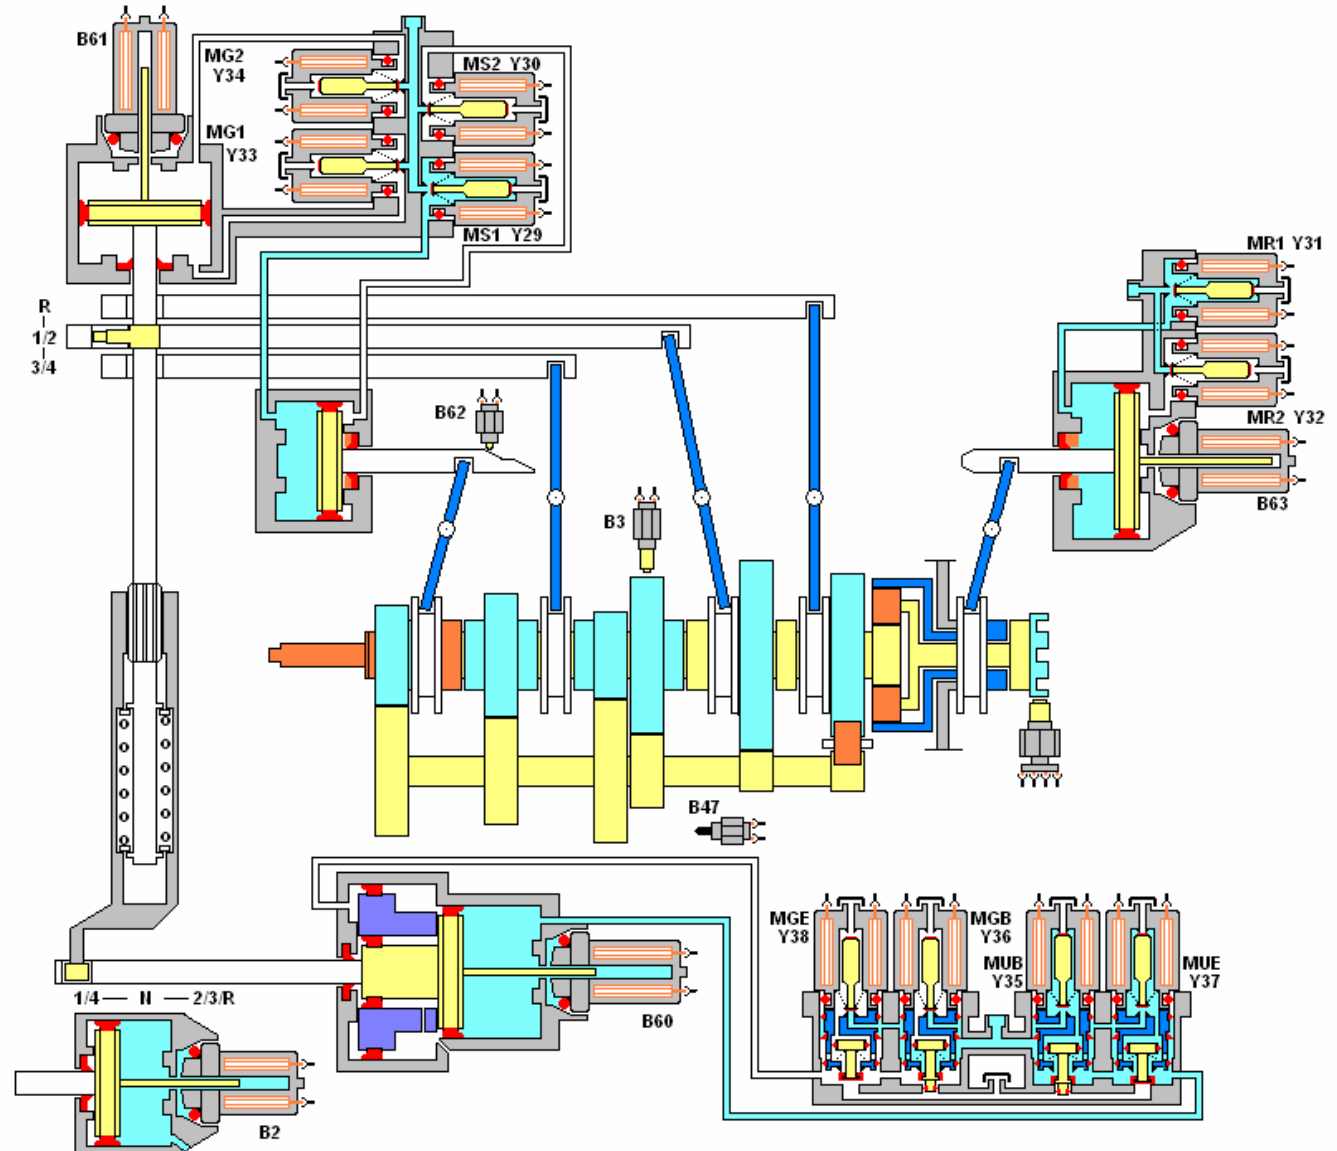 B61
MG2
Y34
MS2 Y30
MG1
Y33
MS1 Y29
MR1 Y31
R
1/2
3/4
B62
MR2 Y32
B63
B3
B47
MGE
Y38
MGB
Y36
MUB
Y35
MUE
Y37
1/4 — N — 2/3/R
B60
B2